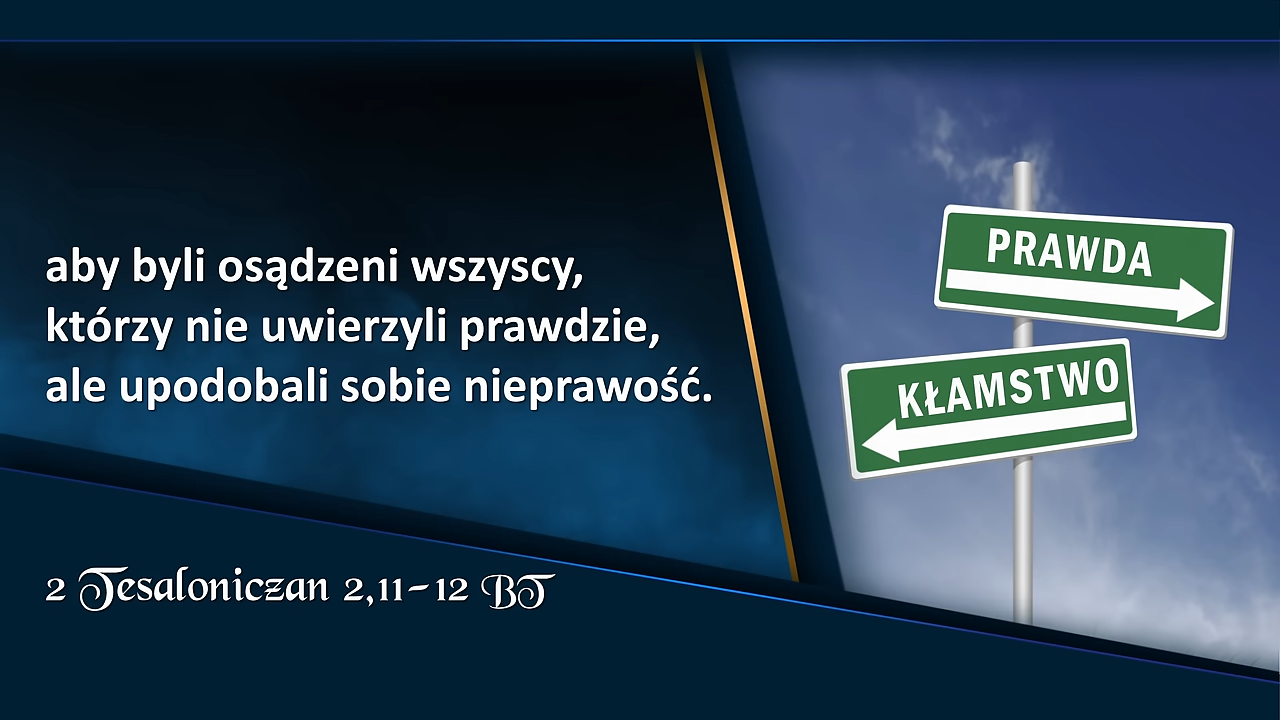 aby byli osądzeni wszyscy,
którzy nie uwierzyli prawdzie,
ale upodobali sobie nieprawość.
2 Tesaloniczan 2,11-12 BT
PRAWDA
KŁAMSTWO